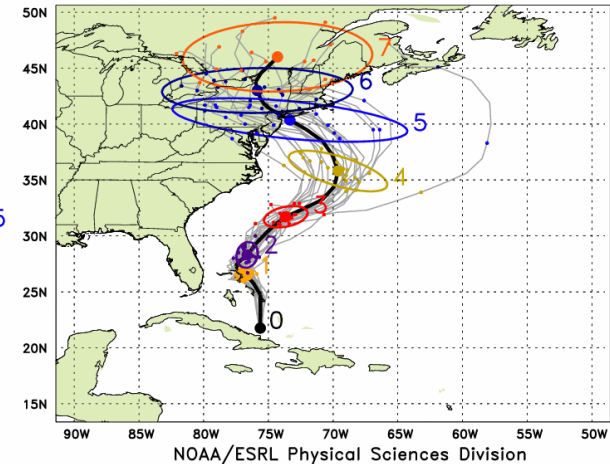 50N
45N
40N
35N
30N
25N
20N
15N
5
7
6
5
4
3
2
1
0
90W 85W 80W 75W 70W 65W 60W 55W 50W
NOAA/ESRL Physical Sciences Division